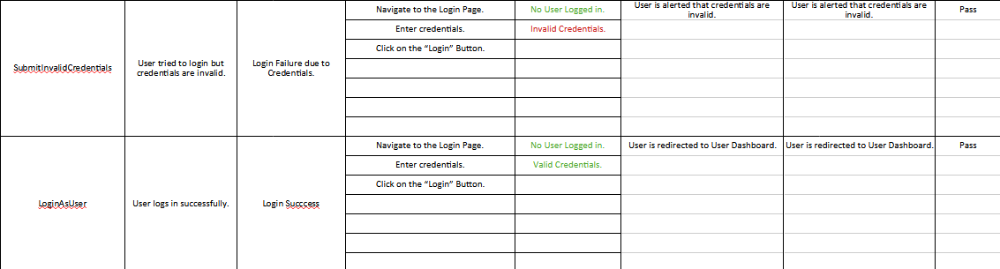 Navigate to the Login Page.
No User Logged in.
User is alerted that credentials are
invalid.
User is alerted that credentials are
invalid.
Pass
Enter credentials.
Invalid Credentials.
Click on the “Login” Button.
SubmitInvalidCredentials
User tried to login but
credentials are invalid.
Login Failure due to
Credentials.
Navigate to the Login Page.
No User Logged in.
User is redirected to User Dashboard.
User is redirected to User Dashboard.
Pass
Enter credentials.
Valid Credentials.
Click on the “Login” Button.
LoginAsUser
User logs in successfully.
Login Succcess